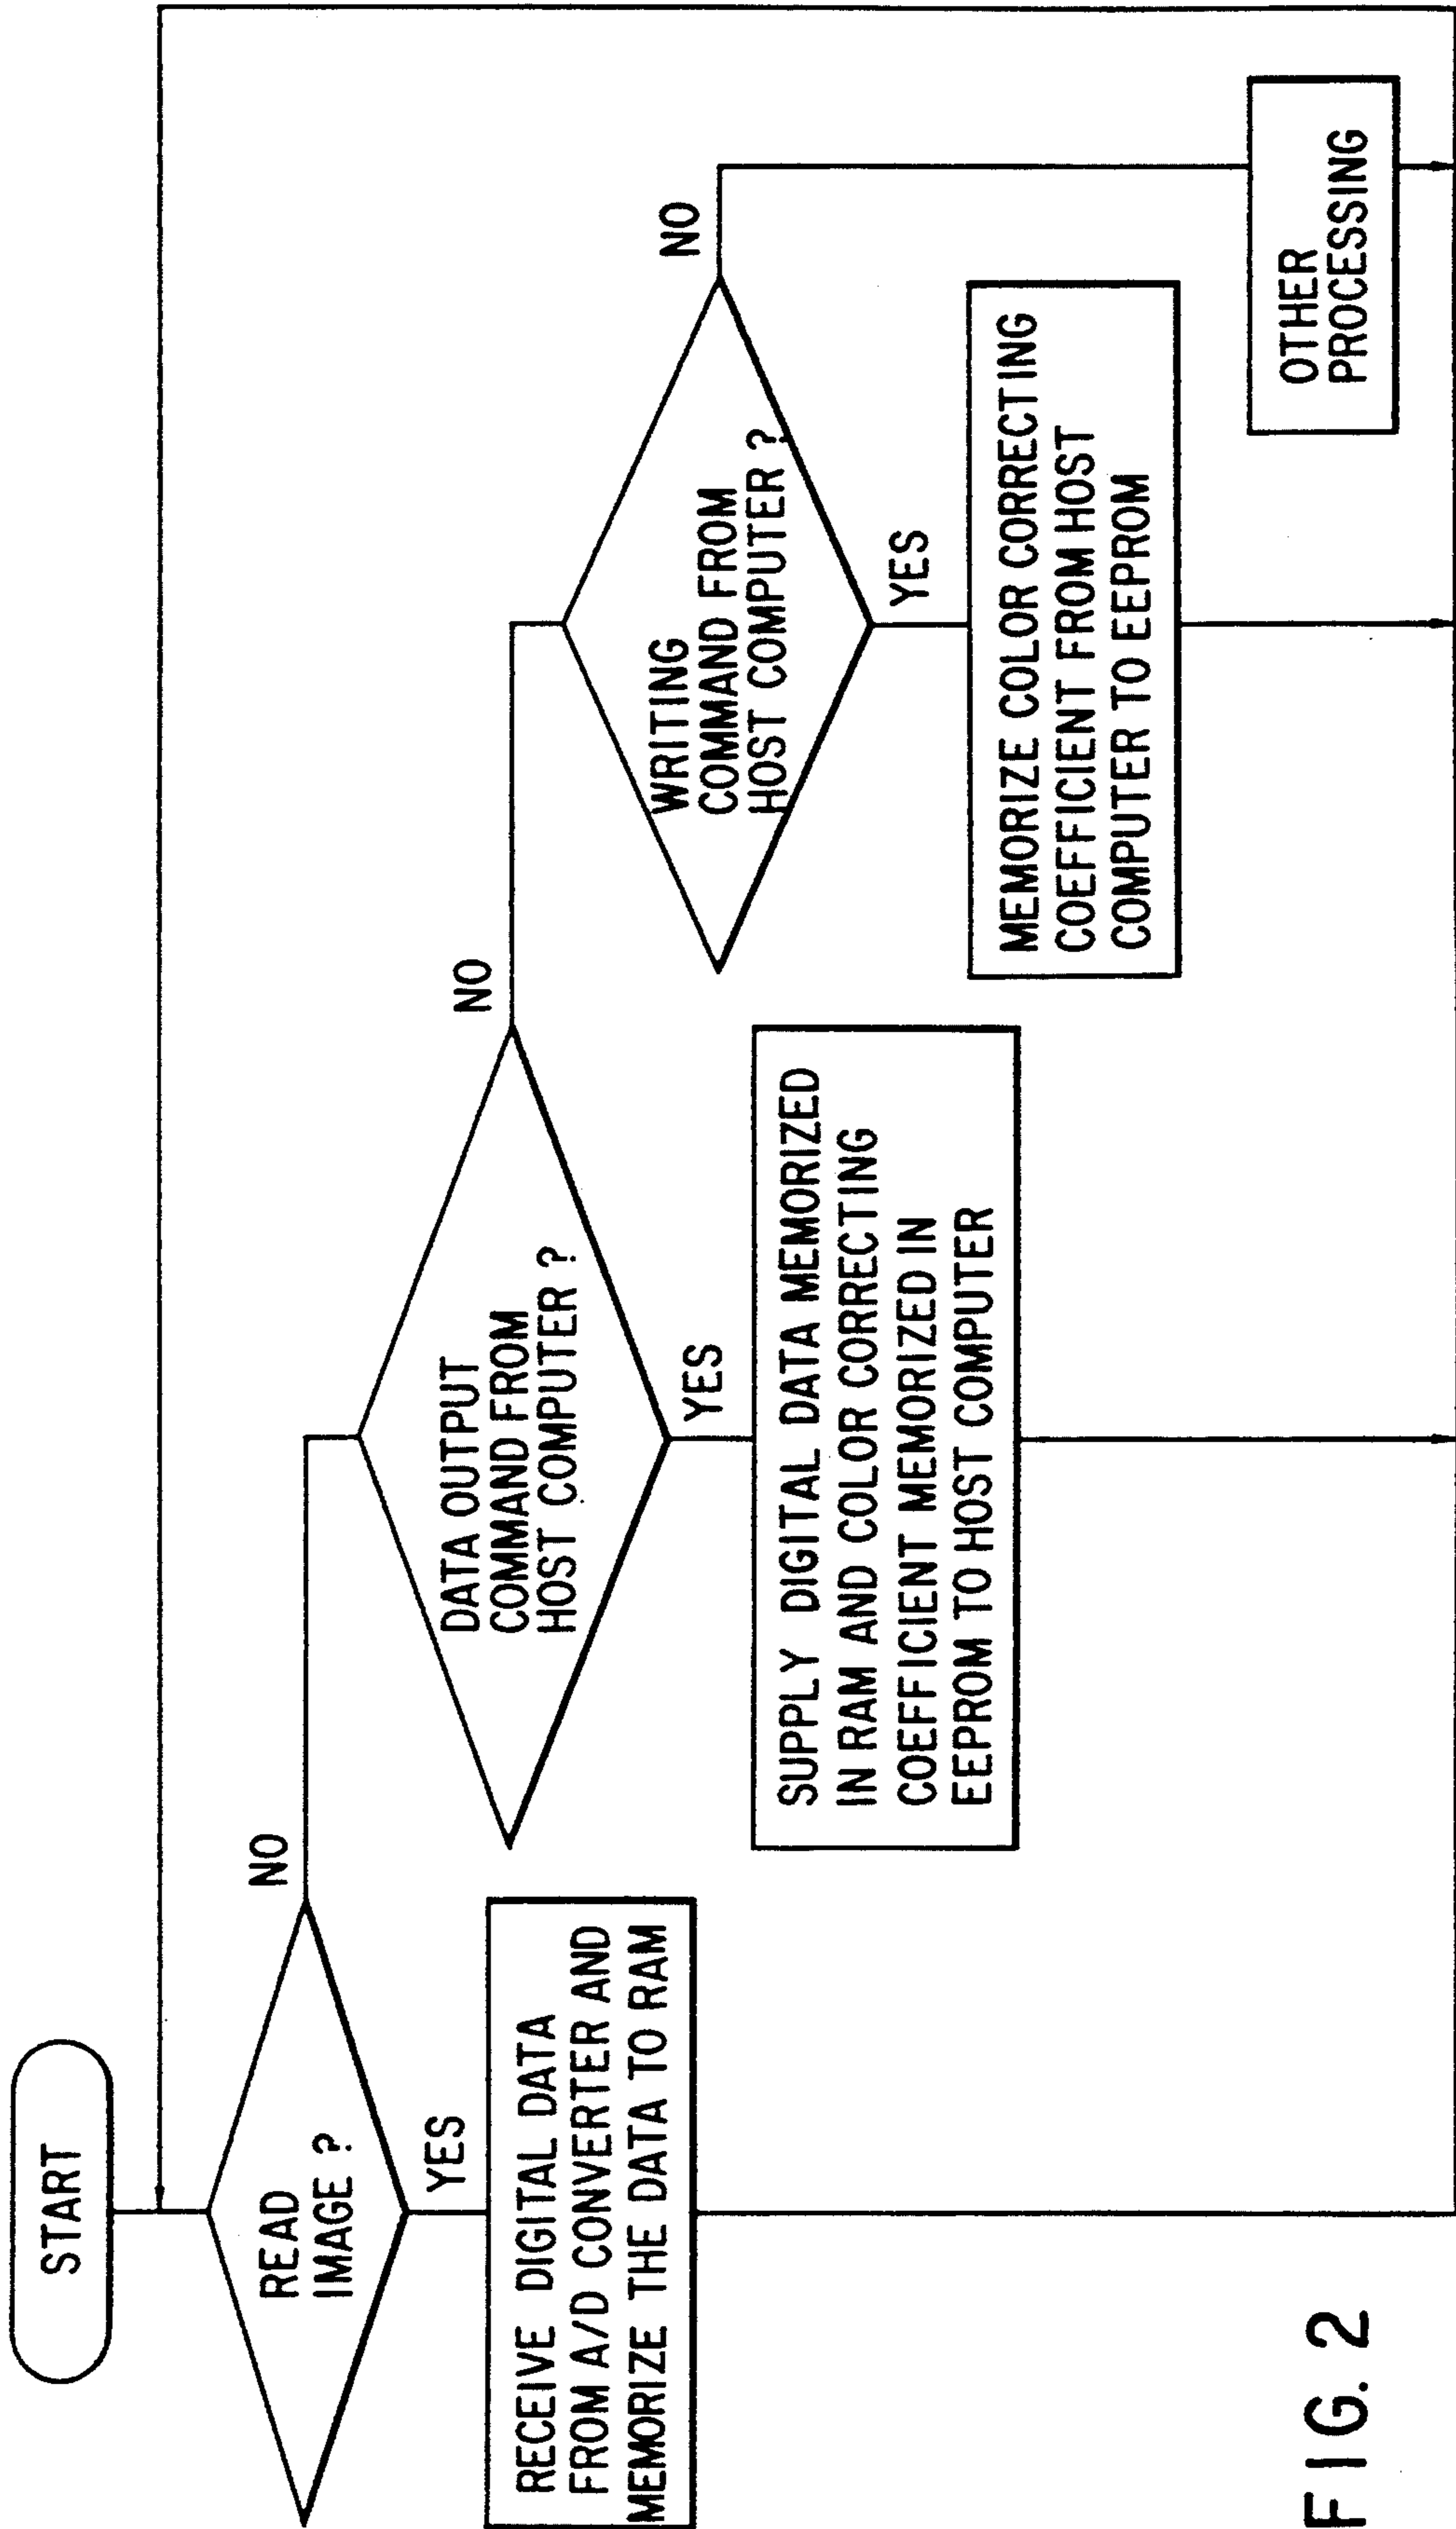 START
READ
IMAGE ?
NO
YES
RECEIVE DIGITAL DATA
FROM A/D CONVERTER AND
MEMORIZE THE DATA TO RAM
DATA OUTPUT
COMMAND FROM
HOST COMPUTER ?
NO
YES
SUPPLY DIGITAL DATA MEMORIZED
IN RAM AND COLOR CORRECTING
COEFFICIENT MEMORIZED IN
EEPROM TO HOST COMPUTER
WRITING
COMMAND FROM
HOST COMPUTER ?
NO
YES
MEMORIZE COLOR CORRECTING
COEFFICIENT FROM HOST
COMPUTER TO EEPROM
OTHER
PROCESSING
FIG. 2